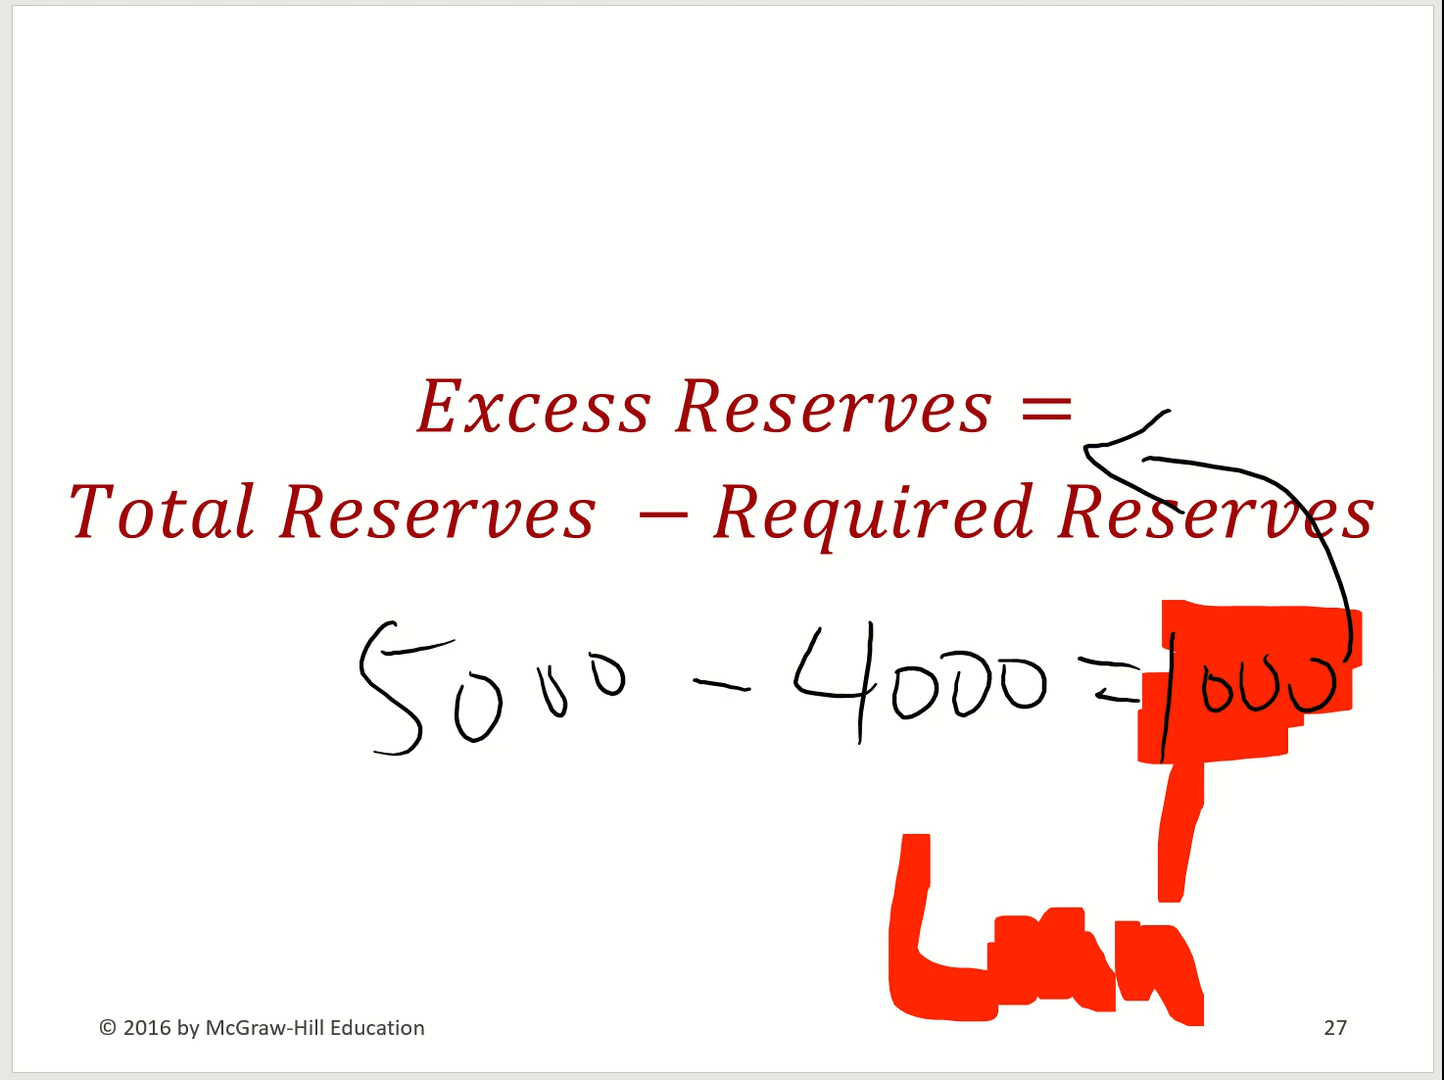 Excess Reserves =
Total Reserves − Required Reserves
5000 − 4000 = 1000
Loan
© 2016 by McGraw-Hill Education
27